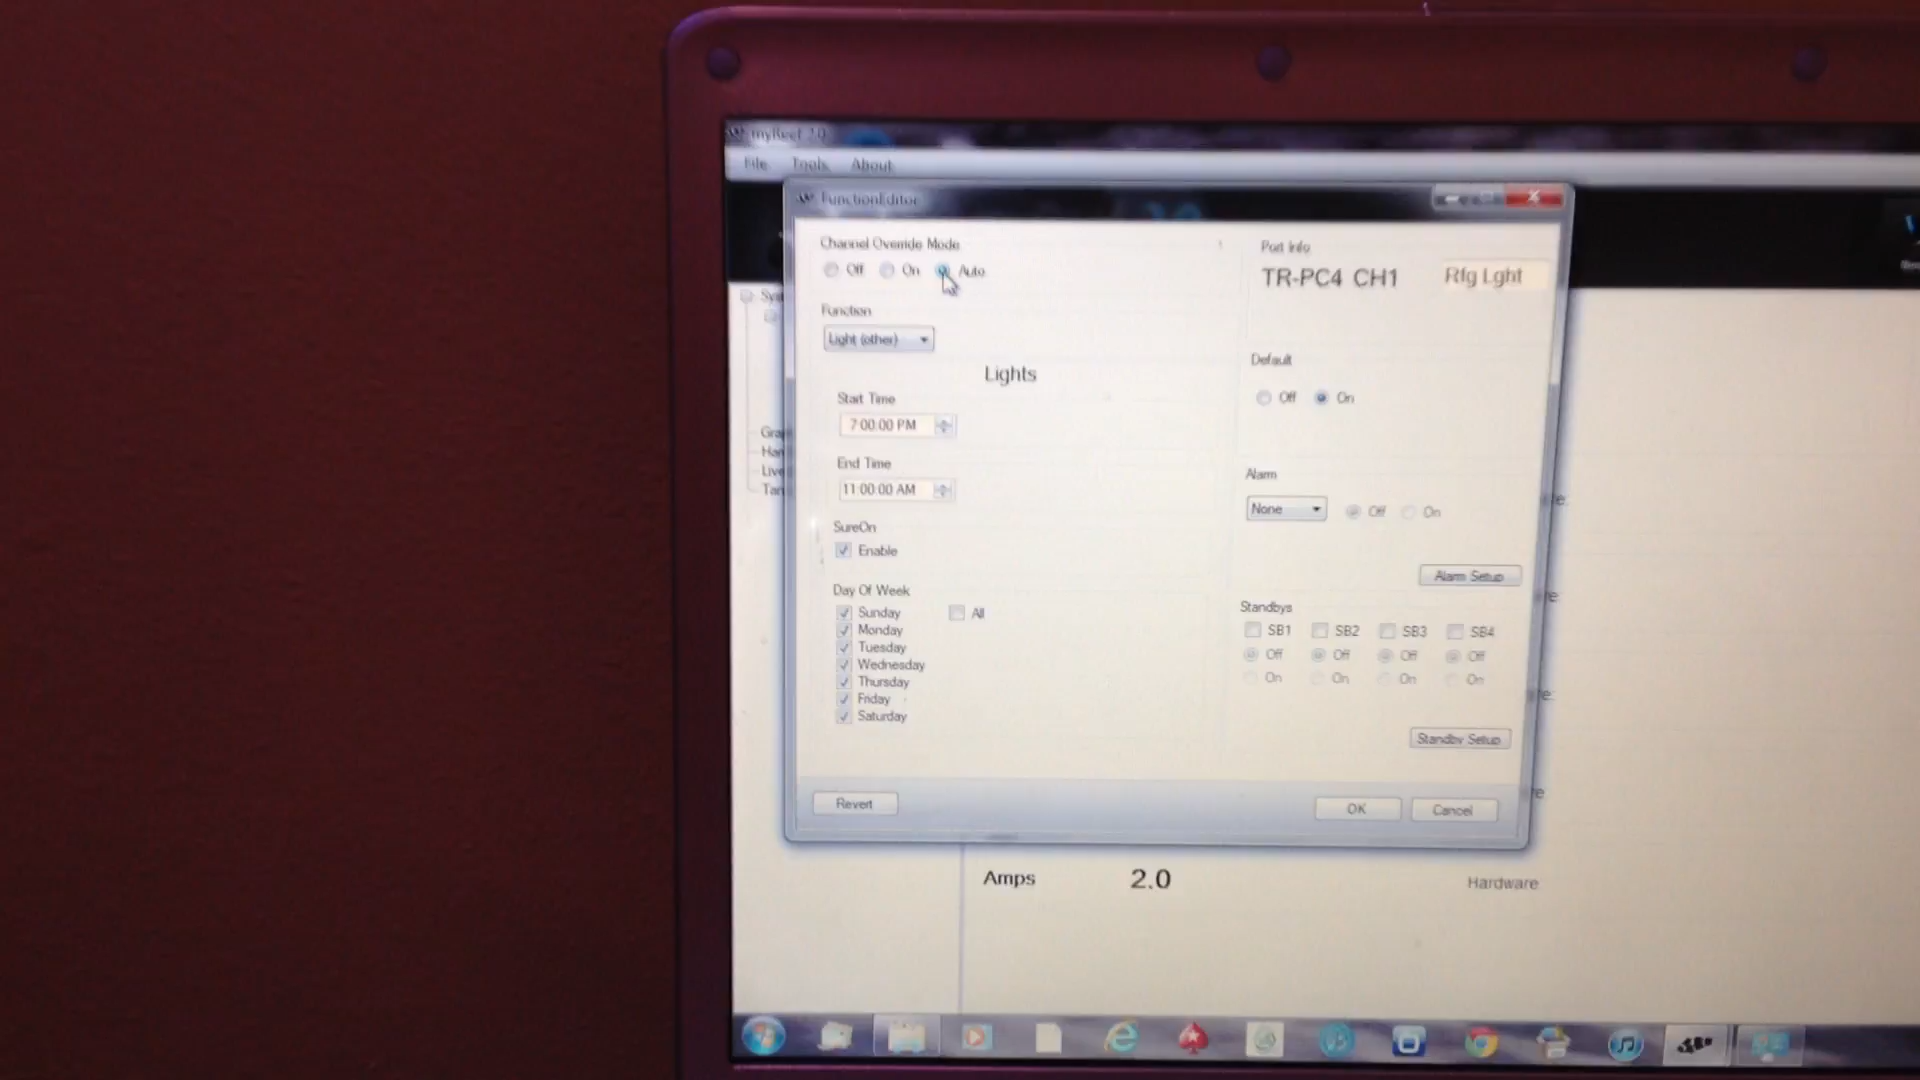 myReef 2.0
File Tools About
FunctionEditor
Channel Override Mode
Off On Auto
Function
Light (other)
Lights
Start Time
7:00:00 PM
End Time
11:00:00 AM
SureOn
Enable
Day Of Week
Sunday All
Monday
Tuesday
Wednesday
Thursday
Friday
Saturday
Revert
Port Info
TR-PC4 CH1 Rfg Lght
Default
Off On
Alarm
None Off On
Alarm Setup
Standbys
SB1 SB2 SB3 SB4
Off Off Off Off
On On On On
Standby Setup
OK Cancel
Amps 2.0 Hardware